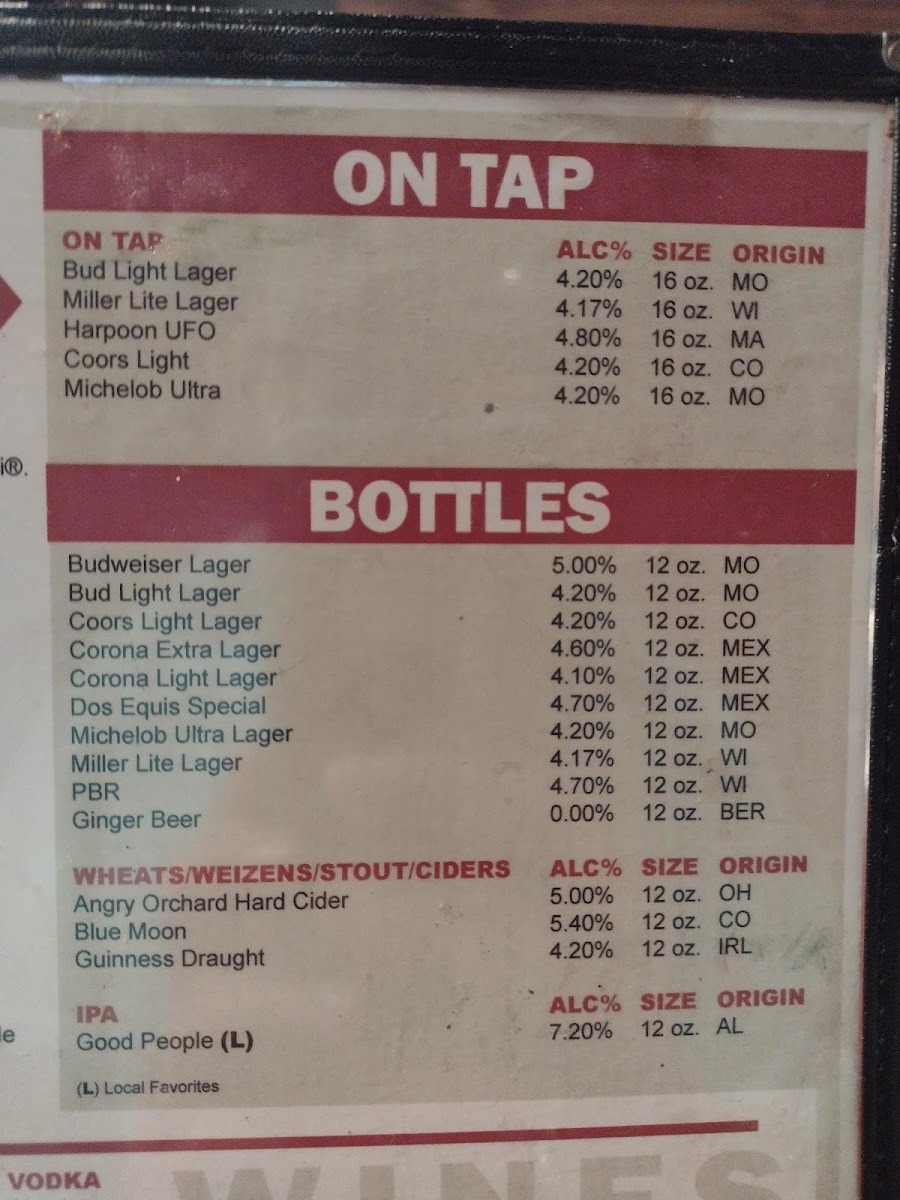 ON TAP
ON TAP ALC% SIZE ORIGIN
Bud Light Lager 4.20% 16 oz. MO
Miller Lite Lager 4.17% 16 oz. WI
Harpoon UFO 4.80% 16 oz. MA
Coors Light 4.20% 16 oz. CO
Michelob Ultra 4.20% 16 oz. MO
i®.
BOTTLES
Budweiser Lager 5.00% 12 oz. MO
Bud Light Lager 4.20% 12 oz. MO
Coors Light Lager 4.20% 12 oz. CO
Corona Extra Lager 4.60% 12 oz. MEX
Corona Light Lager 4.10% 12 oz. MEX
Dos Equis Special 4.70% 12 oz. MEX
Michelob Ultra Lager 4.20% 12 oz. MO
Miller Lite Lager 4.17% 12 oz. WI
PBR 4.70% 12 oz. WI
Ginger Beer 0.00% 12 oz. BER
WHEATS/WEIZENS/STOUT/CIDERS ALC% SIZE ORIGIN
Angry Orchard Hard Cider 5.00% 12 oz. OH
Blue Moon 5.40% 12 oz. CO
Guinness Draught 4.20% 12 oz. IRL
IPA ALC% SIZE ORIGIN
Good People (L) 7.20% 12 oz. AL
(L) Local Favorites
VODKA
WINES